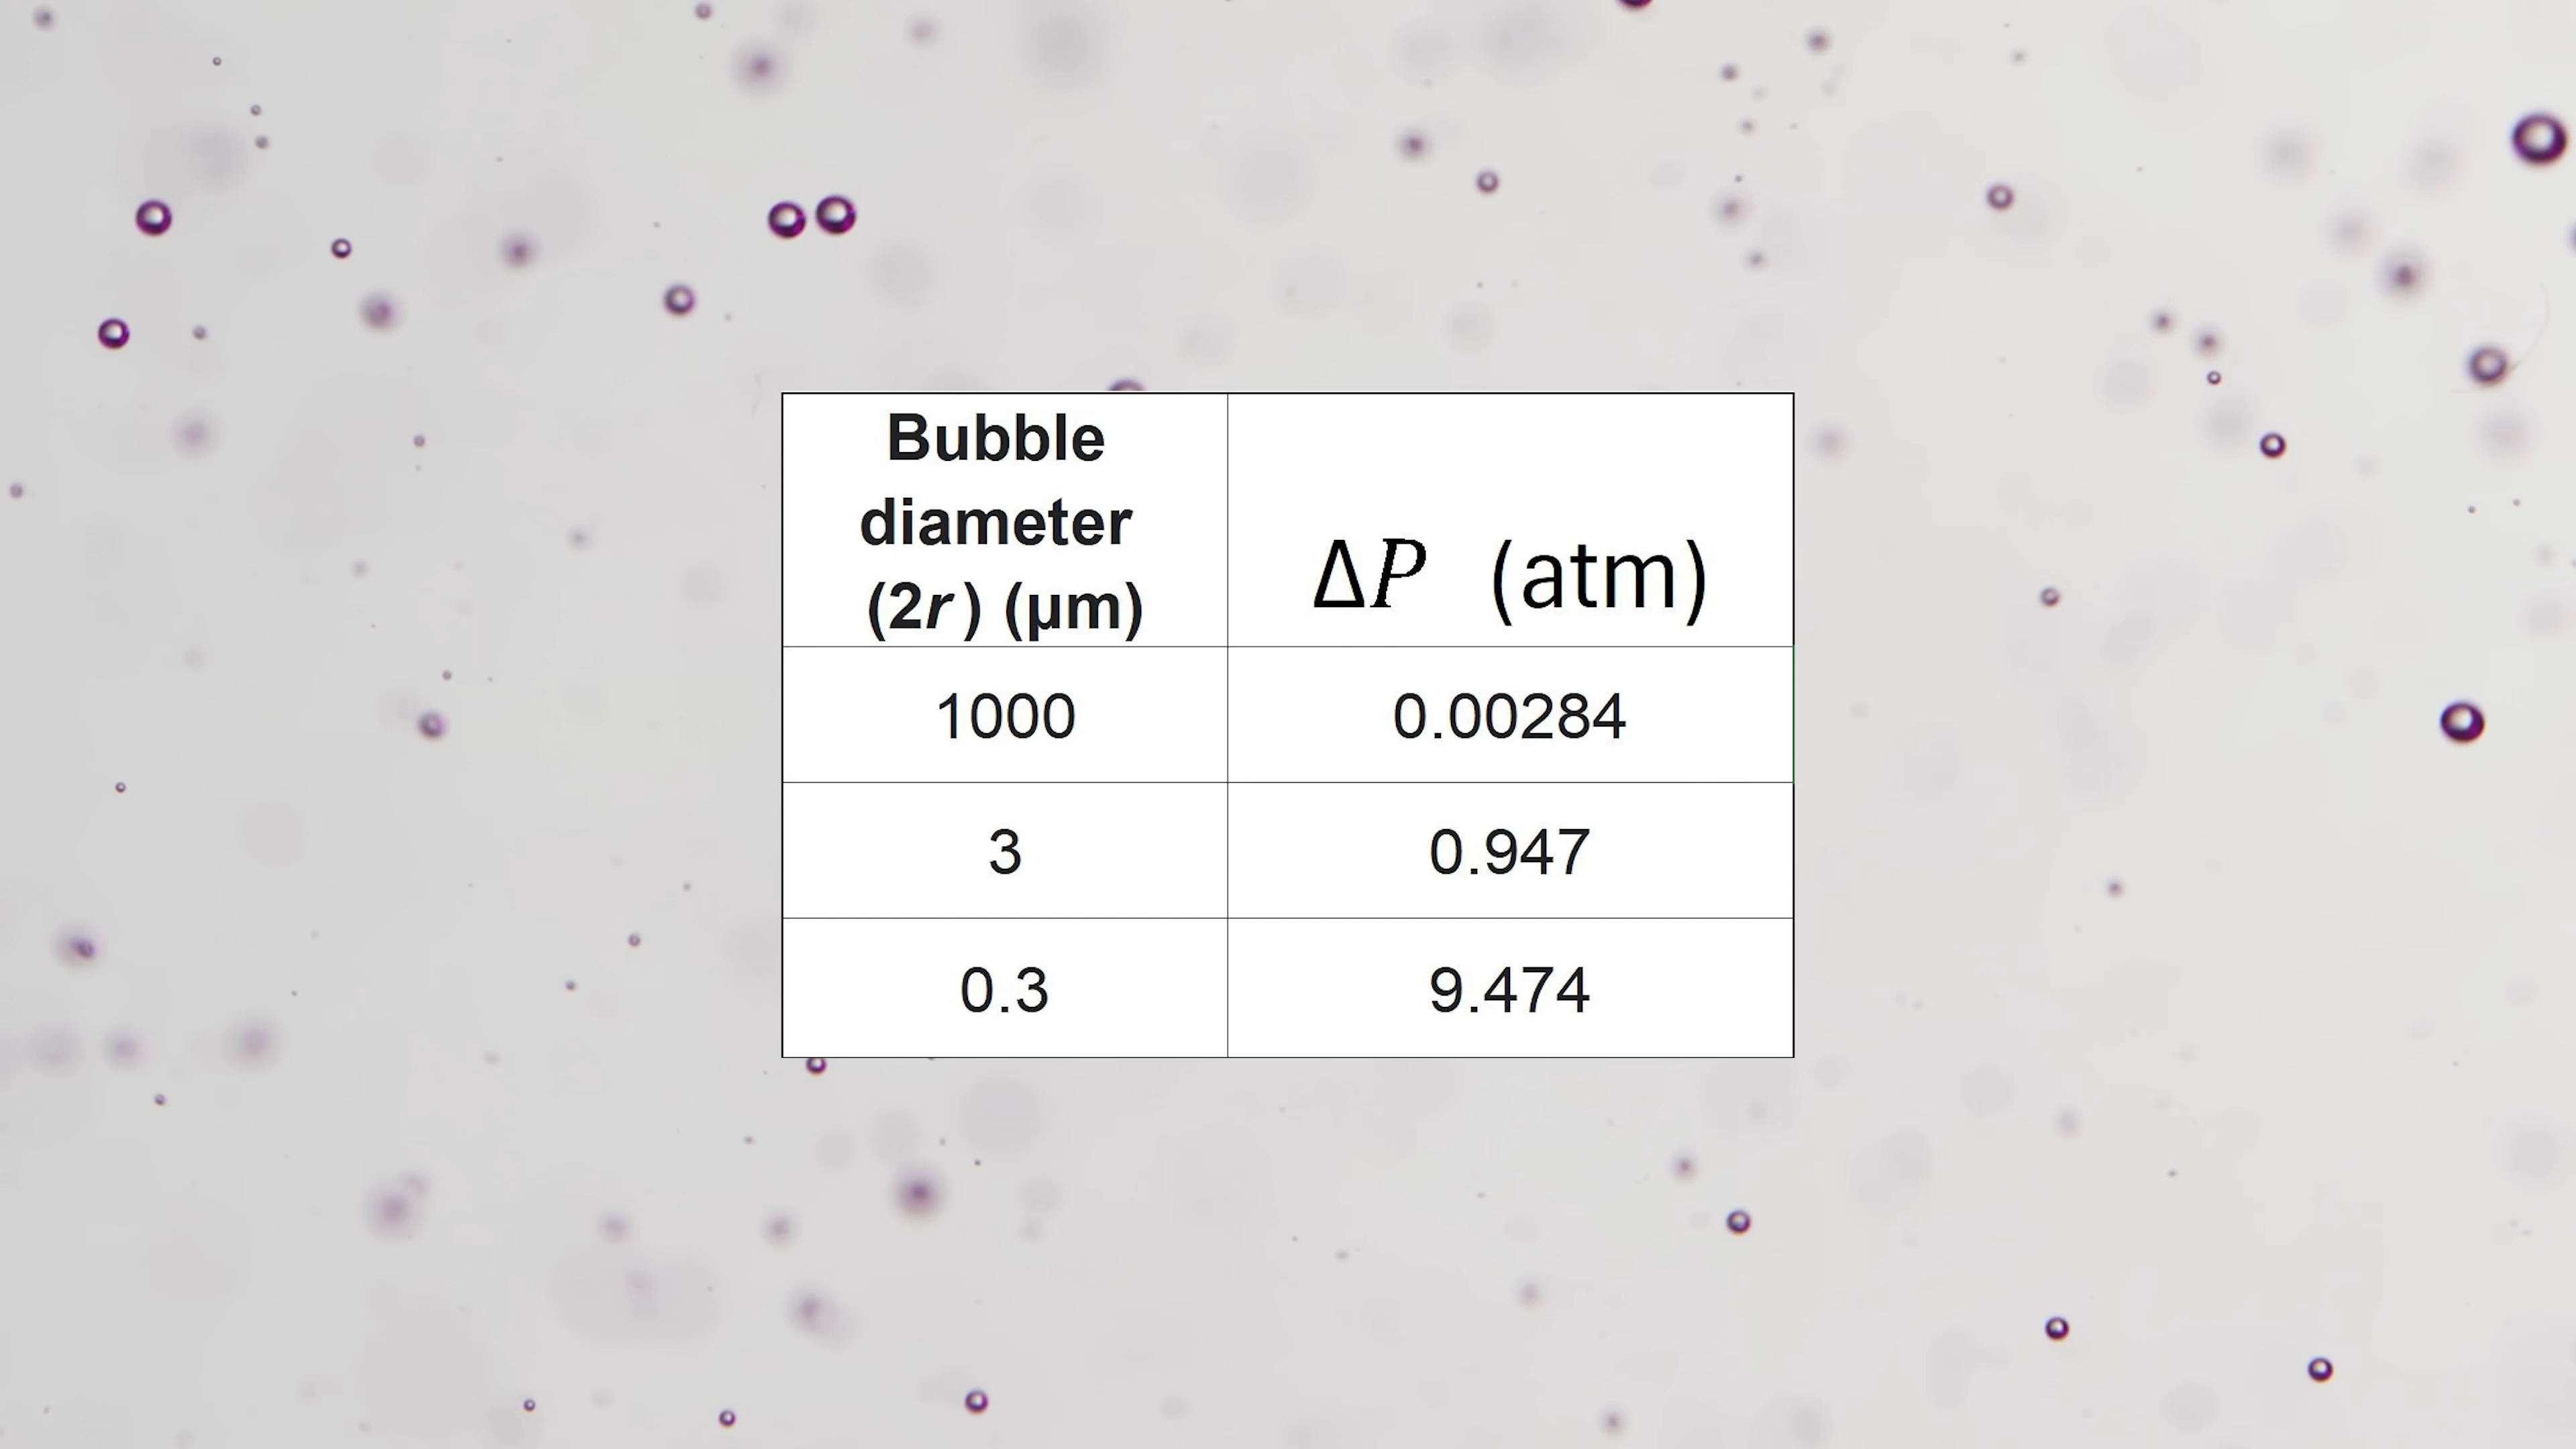 Bubble
diameter
(2r) (µm)
ΔP (atm)
1000 0.00284
3 0.947
0.3 9.474